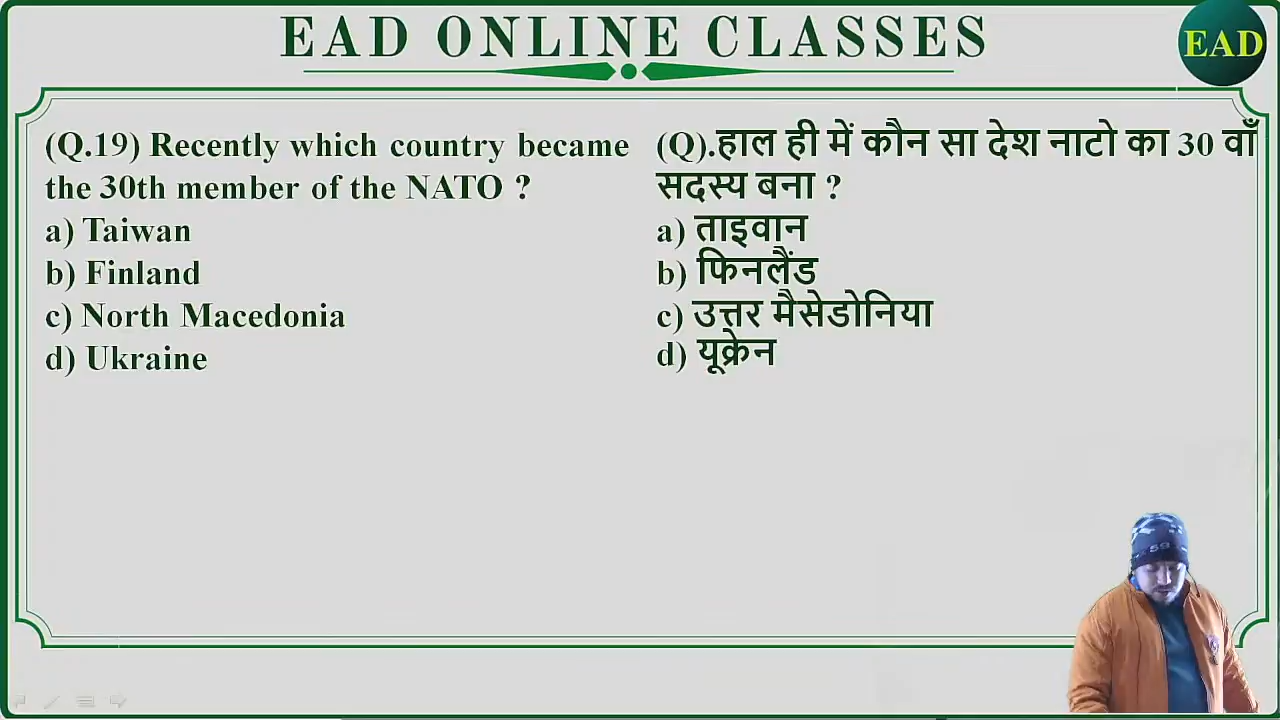 EAD ONLINE CLASSES
EAD
(Q.19) Recently which country became
the 30th member of the NATO ?
a) Taiwan
b) Finland
c) North Macedonia
d) Ukraine
(Q).हाल ही में कौन सा देश नाटो का 30 वाँ
सदस्य बना ?
a) ताइवान
b) फिनलैंड
c) उत्तर मैसेडोनिया
d) यूक्रेन
59